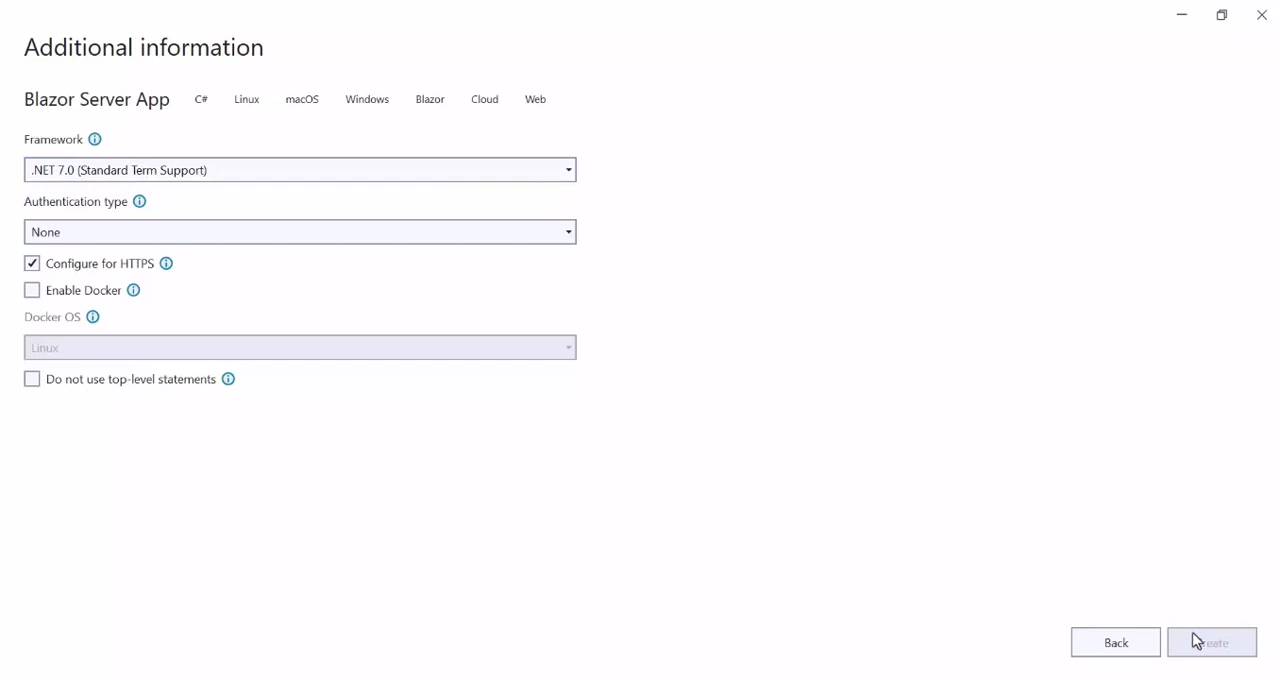 Additional information
Blazor Server App C# Linux macOS Windows Blazor Cloud Web
Framework
.NET 7.0 (Standard Term Support)
Authentication type
None
Configure for HTTPS
Enable Docker
Docker OS
Linux
Do not use top-level statements
Back